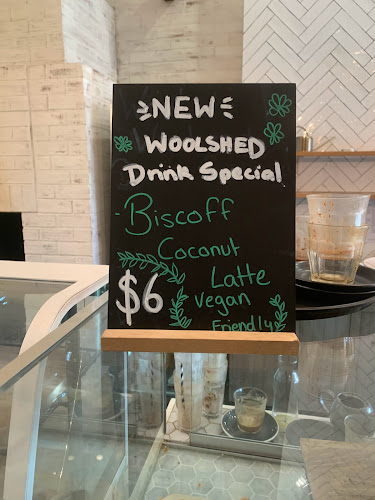 NEW
WOOLSHED
Drink Special
Biscoff
Coconut
Latte
$6
Vegan
Friendly